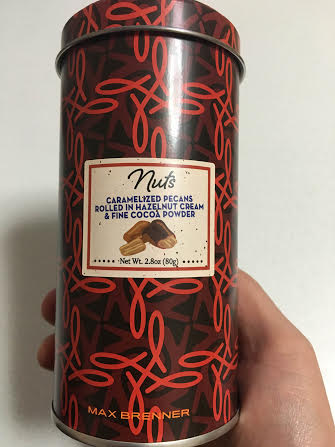 Nuts
CARAMELIZED PECANS
ROLLED IN HAZELNUT CREAM
& FINE COCOA POWDER
Net Wt. 2.8oz (80g)
MAX BRENNER